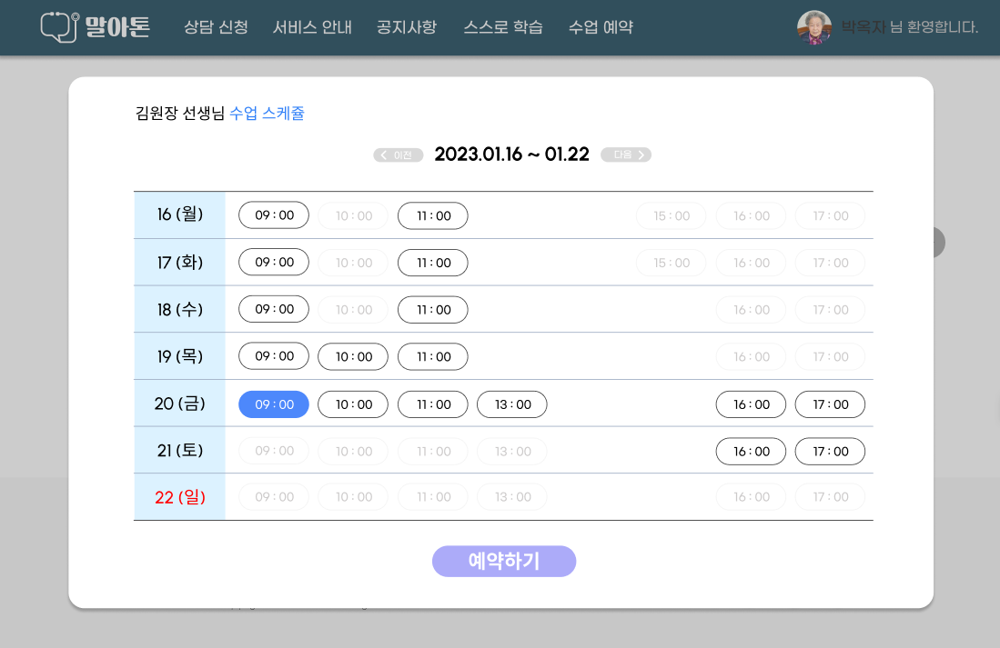 말아톤 상담 신청 서비스 안내 공지사항 스스로 학습 수업 예약 박옥자 님 환영합니다.
김원장 선생님 수업 스케쥴
이전 2023.01.16 ~ 01.22 다음
16 (월) 09 : 00 10 : 00 11 : 00 15 : 00 16 : 00 17 : 00
17 (화) 09 : 00 10 : 00 11 : 00 15 : 00 16 : 00 17 : 00
18 (수) 09 : 00 10 : 00 11 : 00 16 : 00 17 : 00
19 (목) 09 : 00 10 : 00 11 : 00 16 : 00 17 : 00
20 (금) 09 : 00 10 : 00 11 : 00 13 : 00 16 : 00 17 : 00
21 (토) 09 : 00 10 : 00 11 : 00 13 : 00 16 : 00 17 : 00
22 (일) 09 : 00 10 : 00 11 : 00 13 : 00 16 : 00 17 : 00
예약하기